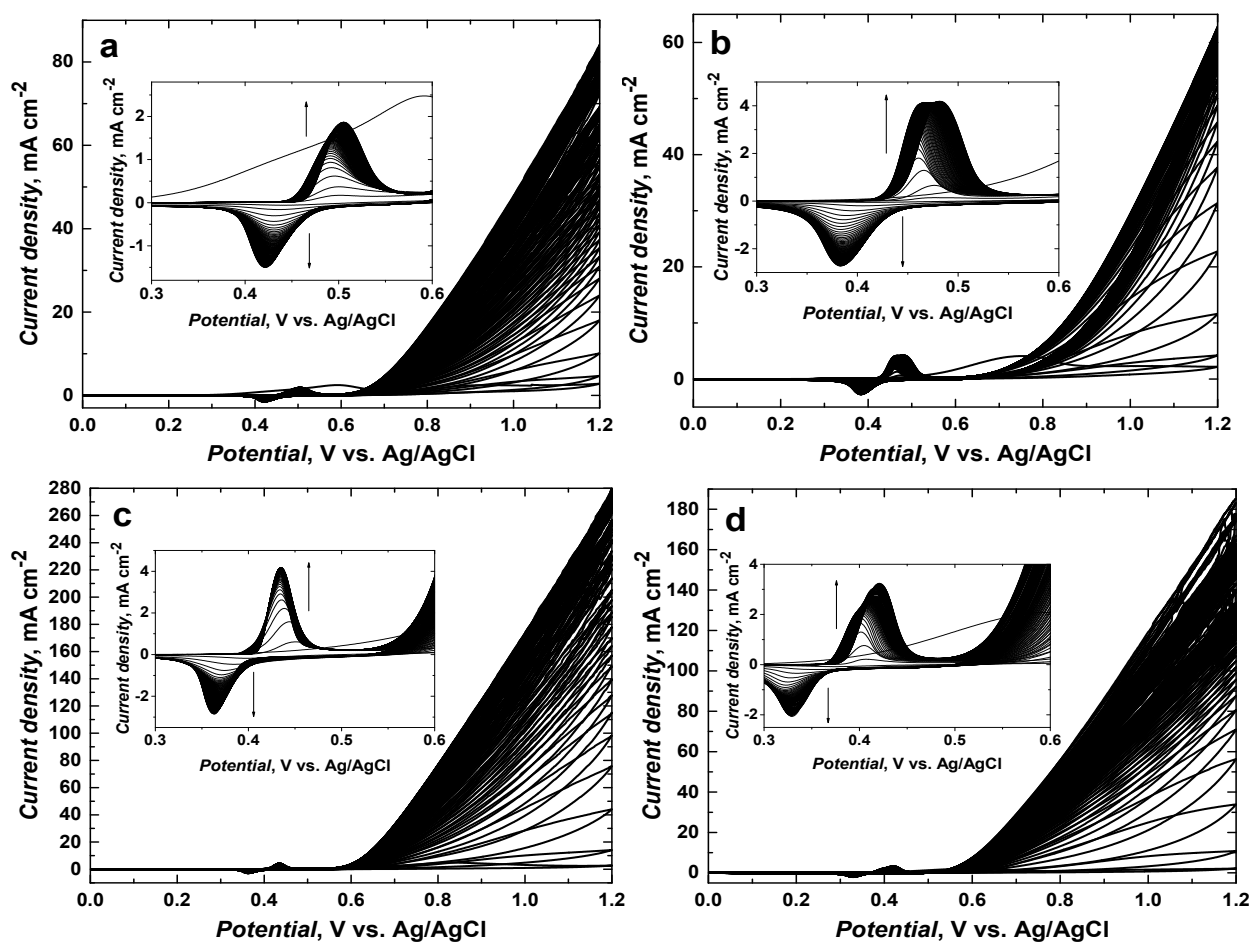 a
80
60
40
20
0
Current density, mA cm-2
2
1
0
-1
Current density, mA cm-2
0.3 0.4 0.5 0.6
Potential, V vs. Ag/AgCl
0.0 0.2 0.4 0.6 0.8 1.0 1.2
Potential, V vs. Ag/AgCl
b
60
40
20
0
Current density, mA cm-2
4
2
0
-2
Current density, mA cm-2
0.3 0.4 0.5 0.6
Potential, V vs. Ag/AgCl
0.0 0.2 0.4 0.6 0.8 1.0 1.2
Potential, V vs. Ag/AgCl
c
280
260
240
220
200
180
160
140
120
100
80
60
40
20
0
Current density, mA cm-2
4
2
0
-2
Current density, mA cm-2
0.3 0.4 0.5 0.6
Potential, V vs. Ag/AgCl
0.0 0.2 0.4 0.6 0.8 1.0 1.2
Potential, V vs. Ag/AgCl
d
180
160
140
120
100
80
60
40
20
0
Current density, mA cm-2
4
2
0
-2
Current density, mA cm-2
0.3 0.4 0.5 0.6
Potential, V vs. Ag/AgCl
0.0 0.2 0.4 0.6 0.8 1.0 1.2
Potential, V vs. Ag/AgCl